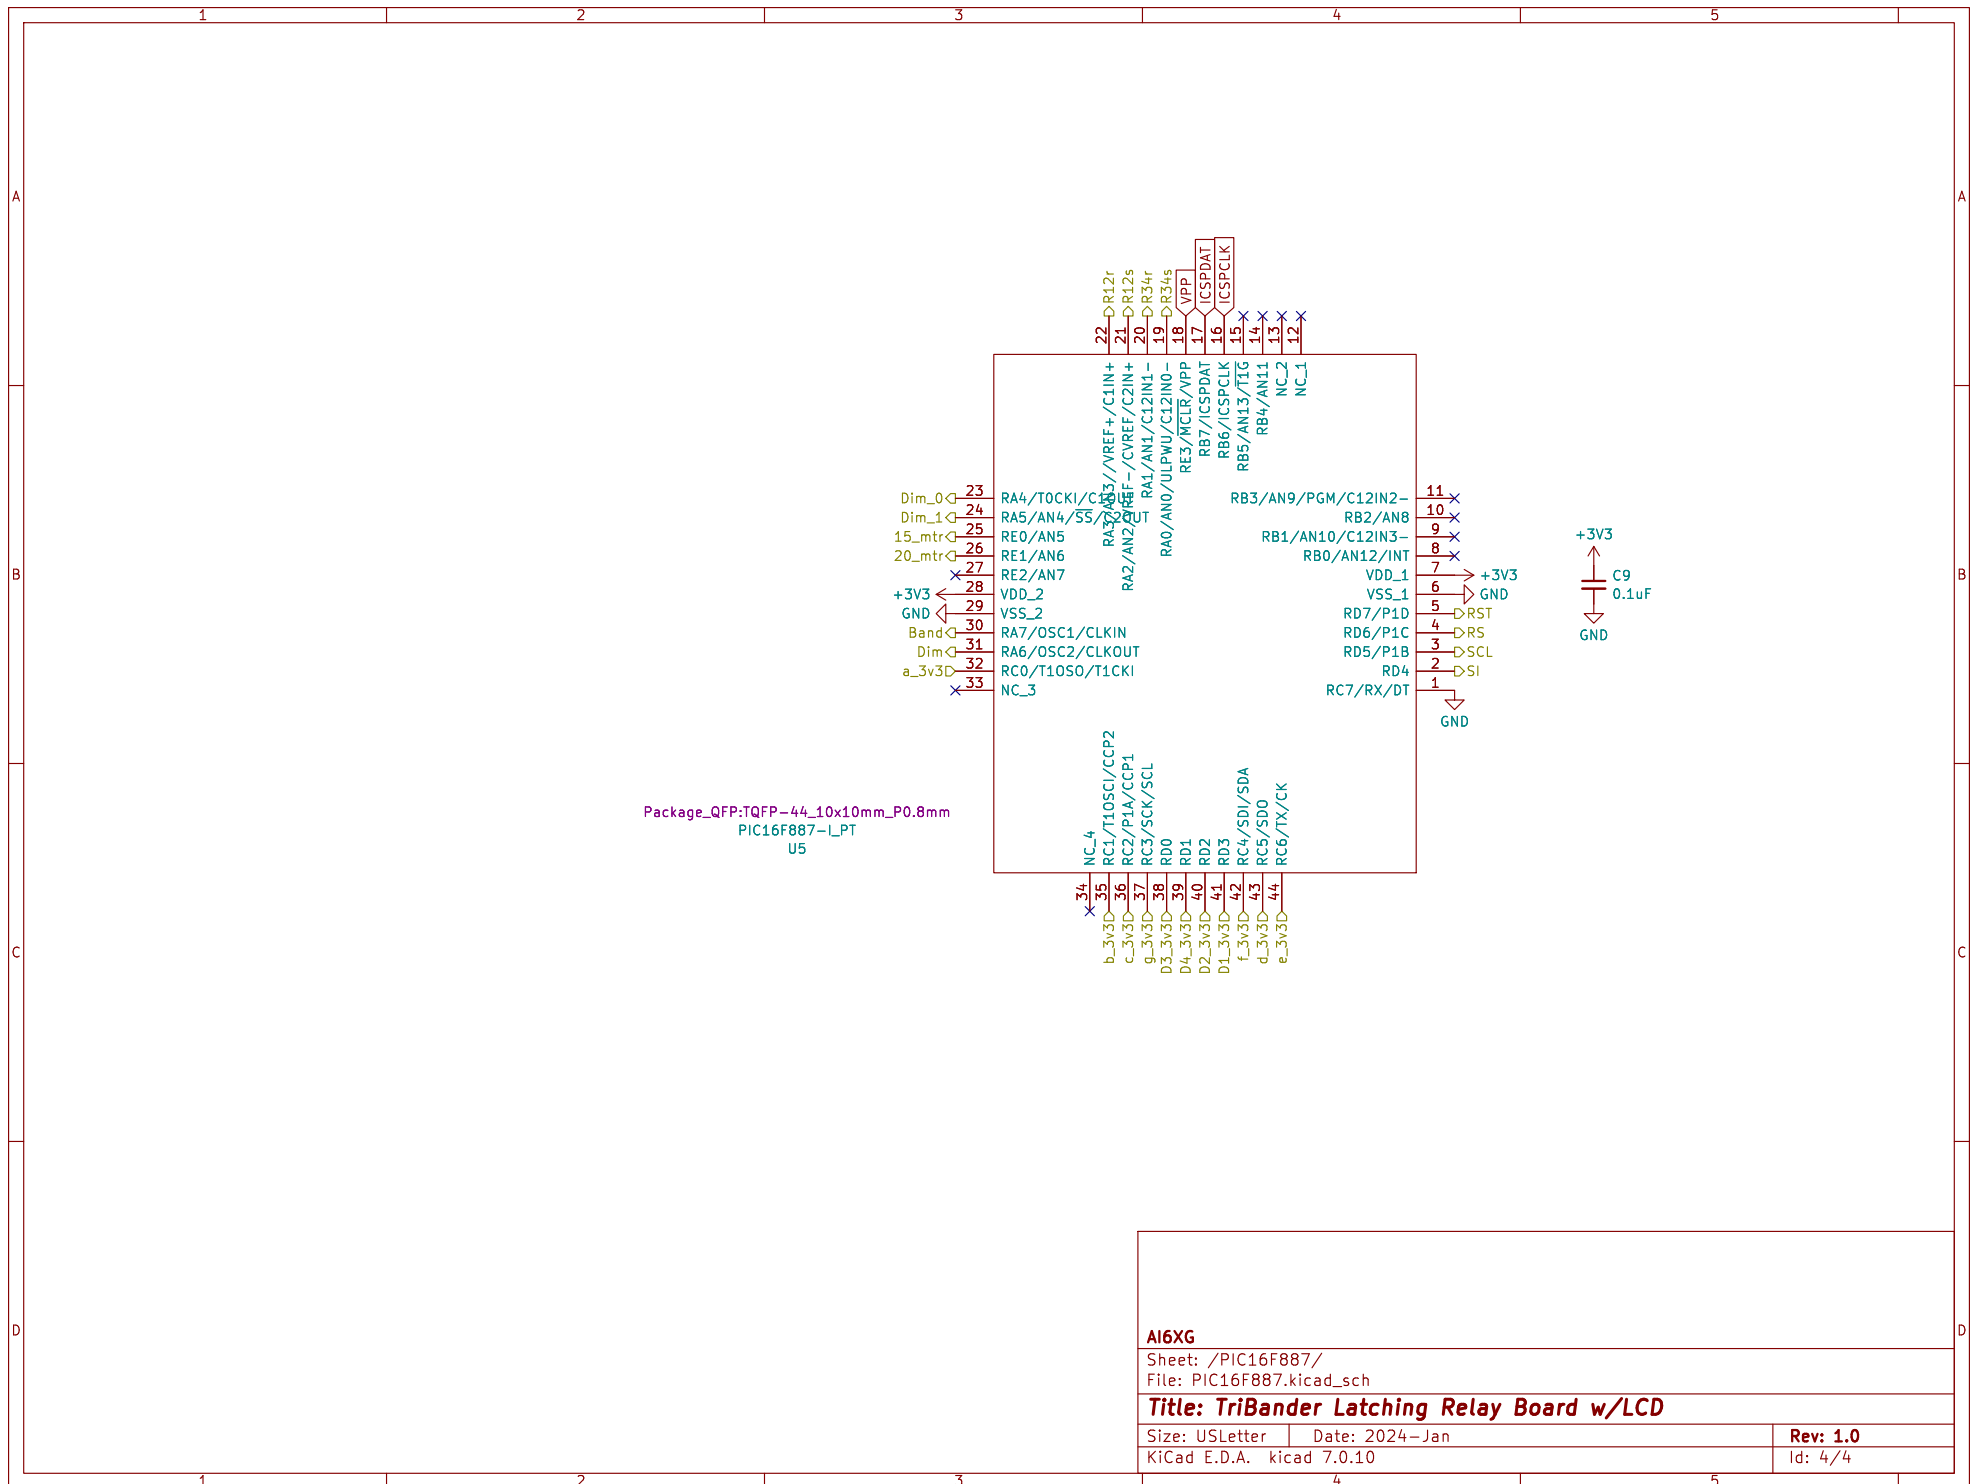 1 2 3 4 5
A A
B B
C C
D D
R12r
R12s
R34r
R34s
VPP
ICSPDAT
ICSPCLK
22 21 20 19 18 17 16 15 14 13 12
RA3/AN3//VREF+/C1IN+
RA2/AN2/VREF-/CVREF/C2IN+
RA1/AN1/C12IN1-
RA0/AN0/ULPWU/C12IN0-
RE3/MCLR/VPP
RB7/ICSPDAT
RB6/ICSPCLK
RB5/AN13/T1G
RB4/AN11
NC_2
NC_1
Dim_0 23 RA4/T0CKI/C1OUT
Dim_1 24 RA5/AN4/SS/C2OUT
15_mtr 25 RE0/AN5
20_mtr 26 RE1/AN6
27 RE2/AN7
+3V3 28 VDD_2
GND 29 VSS_2
Band 30 RA7/OSC1/CLKIN
Dim 31 RA6/OSC2/CLKOUT
a_3v3 32 RC0/T1OSO/T1CKI
33 NC_3
RB3/AN9/PGM/C12IN2- 11
RB2/AN8 10
RB1/AN10/C12IN3- 9
RB0/AN12/INT 8
VDD_1 7 +3V3
VSS_1 6 GND
RD7/P1D 5 RST
RD6/P1C 4 RS
RD5/P1B 3 SCL
RD4 2 SI
RC7/RX/DT 1
GND
+3V3
C9
0.1uF
GND
NC_4
RC1/T1OSCI/CCP2
RC2/P1A/CCP1
RC3/SCK/SCL
RD0
RD1
RD2
RD3
RC4/SDI/SDA
RC5/SDO
RC6/TX/CK
34 35 36 37 38 39 40 41 42 43 44
b_3v3
c_3v3
g_3v3
D3_3v3
D4_3v3
D2_3v3
D1_3v3
f_3v3
d_3v3
e_3v3
Package_QFP:TQFP-44_10x10mm_P0.8mm
PIC16F887-I_PT
U5
AI6XG
Sheet: /PIC16F887/
File: PIC16F887.kicad_sch
Title: TriBander Latching Relay Board w/LCD
Size: USLetter Date: 2024-Jan Rev: 1.0
KiCad E.D.A. kicad 7.0.10 Id: 4/4
1 2 3 4 5